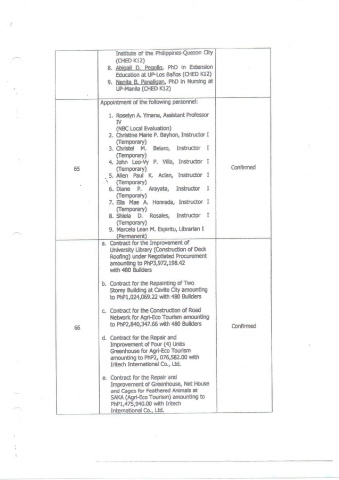 Institute of the Philippines-Quezon City
(CHED K12)
8. Abigail D. Pegollo, PhD in Extension
Education at UP-Los Baños (CHED K12)
9. Nenita B. Panaligan, PhD in Nursing at
UP-Manila (CHED K12)
65
Appointment of the following personnel:
1. Roselyn A. Ymana, Assistant Professor
IV
(NBC Local Evaluation)
2. Christine Marie P. Bayhon, Instructor I
(Temporary)
3. Christel M. Belaro, Instructor I
(Temporary)
4. John Leo-Vy P. Villa, Instructor I
(Temporary)
5. Allen Paul K. Aclan, Instructor I
(Temporary)
6. Diane P. Arayata, Instructor I
(Temporary)
7. Ella Mae A. Honrada, Instructor I
(Temporary)
8. Shiela D. Rosales, Instructor I
(Temporary)
9. Marcela Lean M. Espiritu, Librarian I
(Permanent)
Confirmed
66
a. Contract for the Improvement of
University Library (Construction of Deck
Roofing) under Negotiated Procurement
amounting to PhP3,972,198.42
with 480 Builders
b. Contract for the Repainting of Two
Storey Building at Cavite City amounting
to PhP1,024,069.22 with 480 Builders
c. Contract for the Construction of Road
Network for Agri-Eco Tourism amounting
to PhP2,840,347.66 with 480 Builders
d. Contract for the Repair and
Improvement of Four (4) Units
Greenhouse for Agri-Eco Tourism
amounting to PhP2, 076,582.00 with
Iritech International Co., Ltd.
e. Contract for the Repair and
Improvement of Greenhouse, Net House
and Cages for Feathered Animals at
SAKA (Agri-Eco Tourism) amounting to
PhP1,475,940.00 with Iritech
International Co., Ltd.
Confirmed